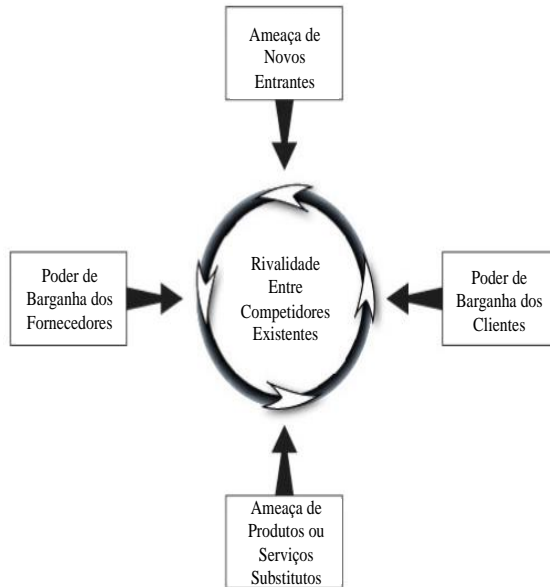 Ameaça de
Novos
Entrantes
Poder de
Barganha dos
Fornecedores
Rivalidade
Entre
Competidores
Existentes
Poder de
Barganha dos
Clientes
Ameaça de
Produtos ou
Serviços
Substitutos